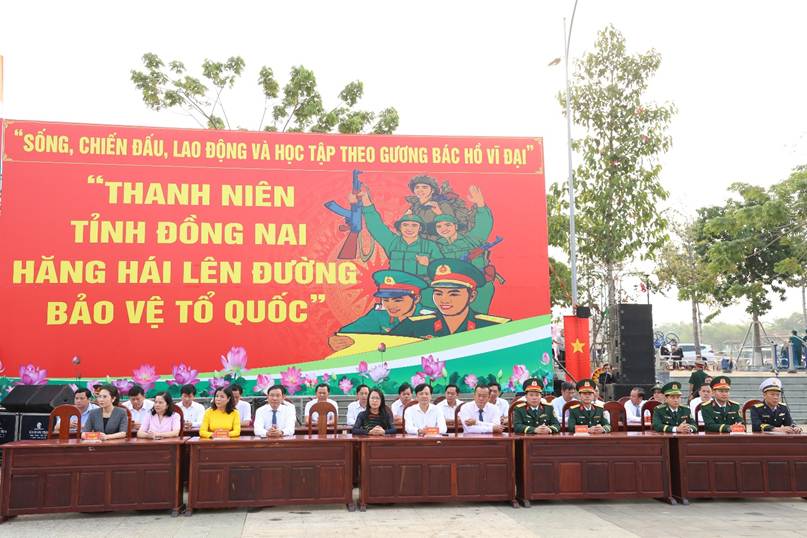 "SỐNG, CHIẾN ĐẤU, LAO ĐỘNG VÀ HỌC TẬP THEO GƯƠNG BÁC HỒ VĨ ĐẠI"
"THANH NIÊN
TỈNH ĐỒNG NAI
HĂNG HÁI LÊN ĐƯỜNG
BẢO VỆ TỔ QUỐC"